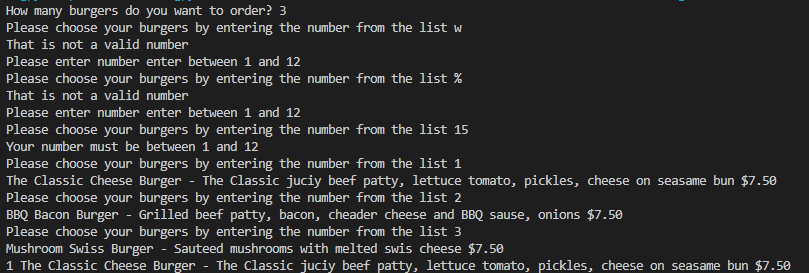 How many burgers do you want to order? 3
Please choose your burgers by entering the number from the list w
That is not a valid number
Please enter number enter between 1 and 12
Please choose your burgers by entering the number from the list %
That is not a valid number
Please enter number enter between 1 and 12
Please choose your burgers by entering the number from the list 15
Your number must be between 1 and 12
Please choose your burgers by entering the number from the list 1
The Classic Cheese Burger - The Classic juciy beef patty, lettuce tomato, pickles, cheese on seasame bun $7.50
Please choose your burgers by entering the number from the list 2
BBQ Bacon Burger - Grilled beef patty, bacon, cheader cheese and BBQ sause, onions $7.50
Please choose your burgers by entering the number from the list 3
Mushroom Swiss Burger - Sauteed mushrooms with melted swis cheese $7.50
1 The Classic Cheese Burger - The Classic juciy beef patty, lettuce tomato, pickles, cheese on seasame bun $7.50